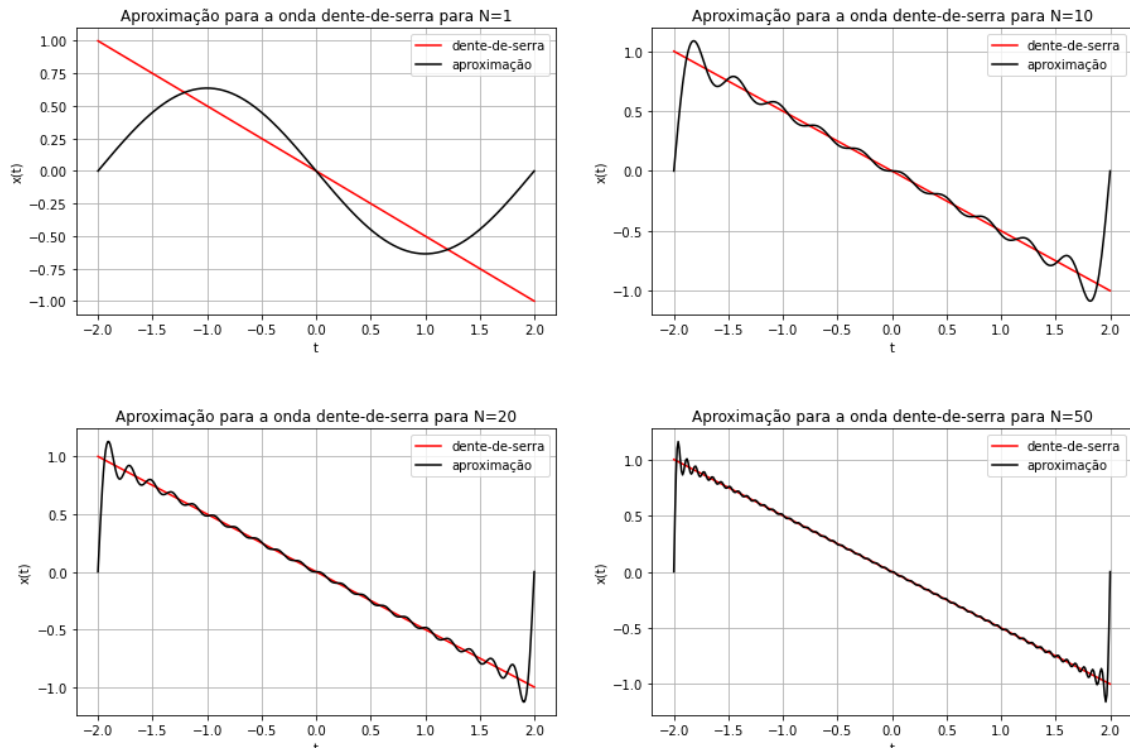 Aproximação para a onda dente-de-serra para N=1
1.00
0.75
0.50
0.25
0.00
−0.25
−0.50
−0.75
−1.00
x(t)
dente-de-serra
aproximação
−2.0 −1.5 −1.0 −0.5 0.0 0.5 1.0 1.5 2.0
t
Aproximação para a onda dente-de-serra para N=10
1.0
0.5
0.0
−0.5
−1.0
x(t)
dente-de-serra
aproximação
−2.0 −1.5 −1.0 −0.5 0.0 0.5 1.0 1.5 2.0
t
Aproximação para a onda dente-de-serra para N=20
1.0
0.5
0.0
−0.5
−1.0
x(t)
dente-de-serra
aproximação
−2.0 −1.5 −1.0 −0.5 0.0 0.5 1.0 1.5 2.0
t
Aproximação para a onda dente-de-serra para N=50
1.0
0.5
0.0
−0.5
−1.0
x(t)
dente-de-serra
aproximação
−2.0 −1.5 −1.0 −0.5 0.0 0.5 1.0 1.5 2.0
t